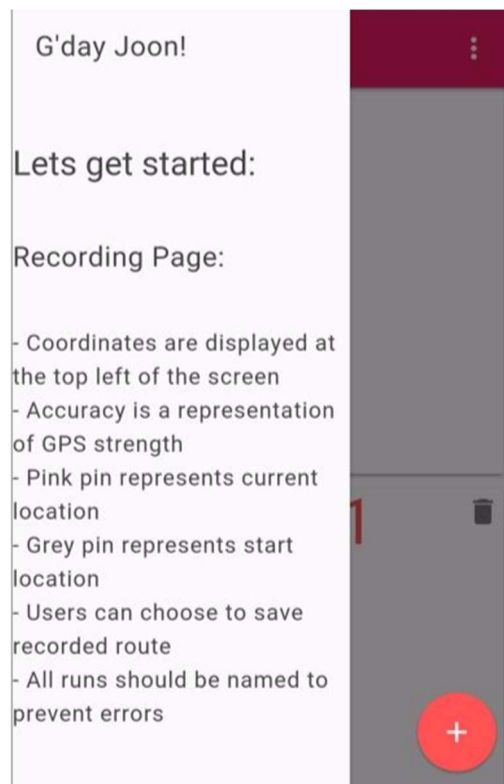 G'day Joon!
Lets get started:
Recording Page:
- Coordinates are displayed at
the top left of the screen
- Accuracy is a representation
of GPS strength
- Pink pin represents current
location
- Grey pin represents start
location
- Users can choose to save
recorded route
- All runs should be named to
prevent errors
1
+